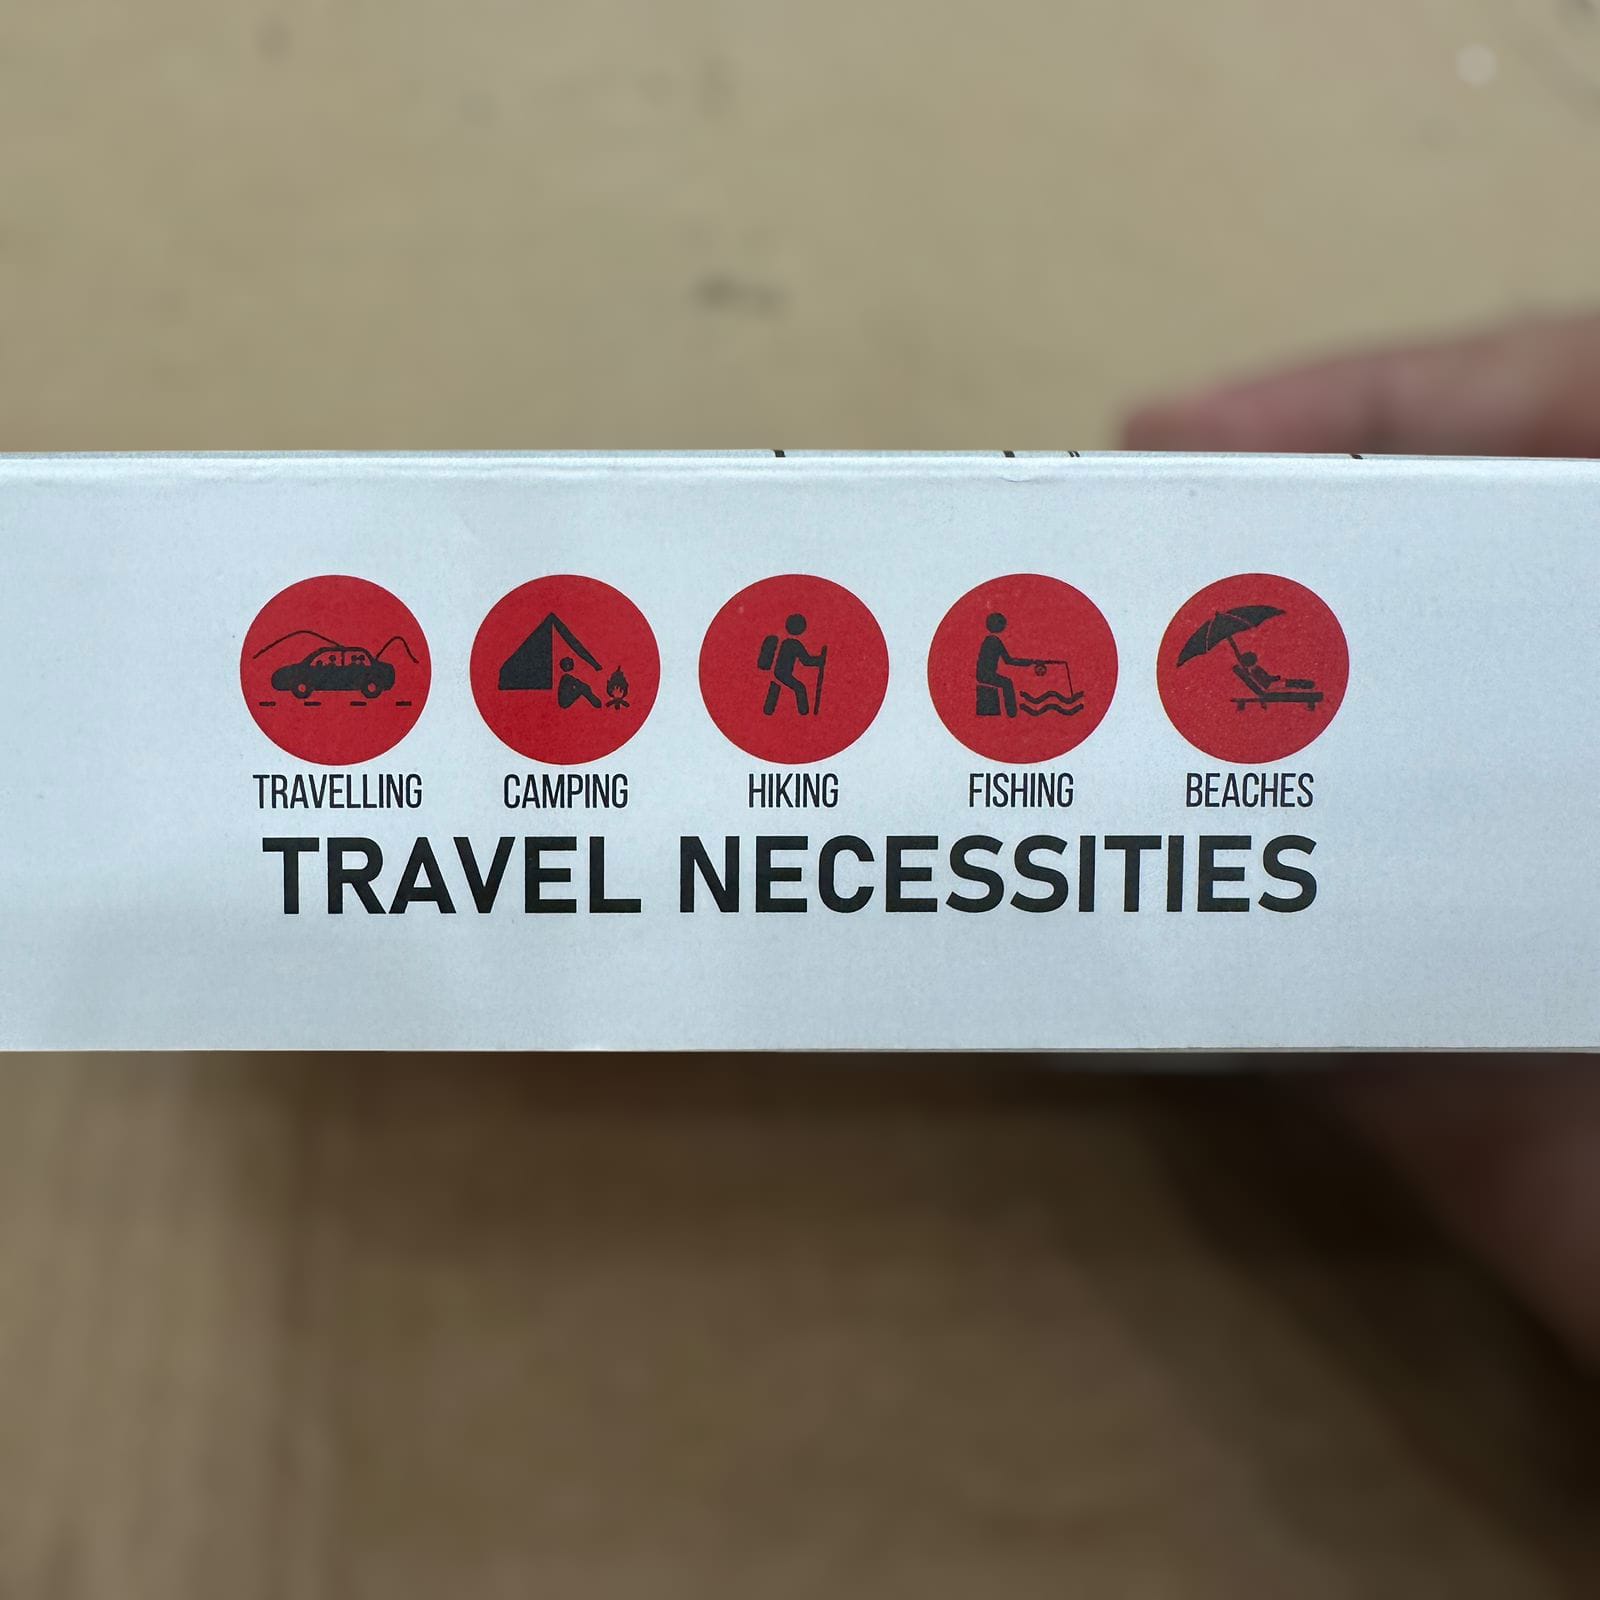 TRAVELLING CAMPING HIKING FISHING BEACHES
TRAVEL NECESSITIES